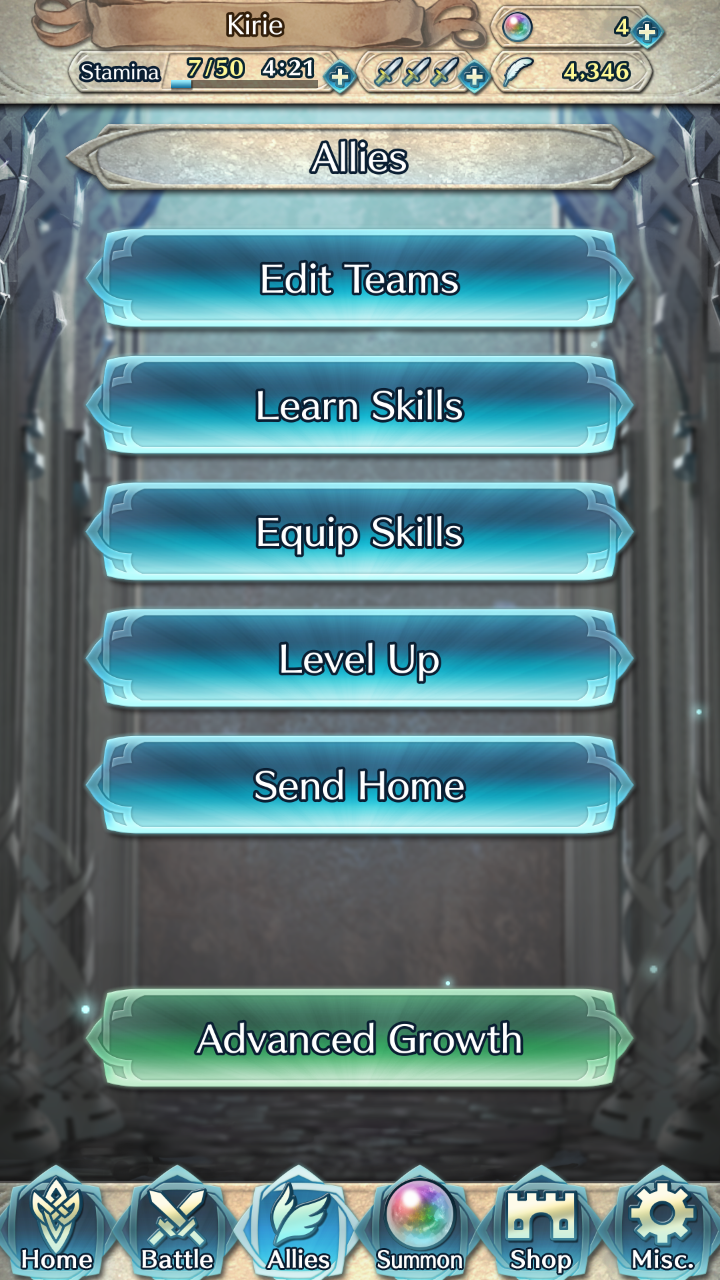 Kirie
4
Stamina 7/50 4:21
4,346
Allies
Edit Teams
Learn Skills
Equip Skills
Level Up
Send Home
Advanced Growth
Home Battle Allies Summon Shop Misc.